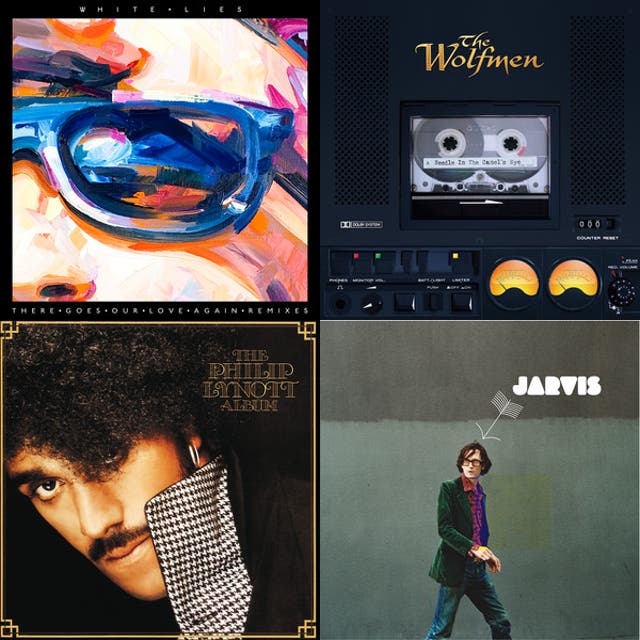 WHITE • LIES
THERE • GOES • OUR • LOVE • AGAIN • REMIXES
The
Wolfmen
A Needle In The Camel's Eye
DOLBY SYSTEM
000
COUNTER RESET
PHONES
MONITOR VOL.
BATT./LIGHT
LIMITER
PUSH
OFF
ON
PEAK
REC. VOLUME
THE
PHILIP
LYNOTT
ALBUM
JARVIS